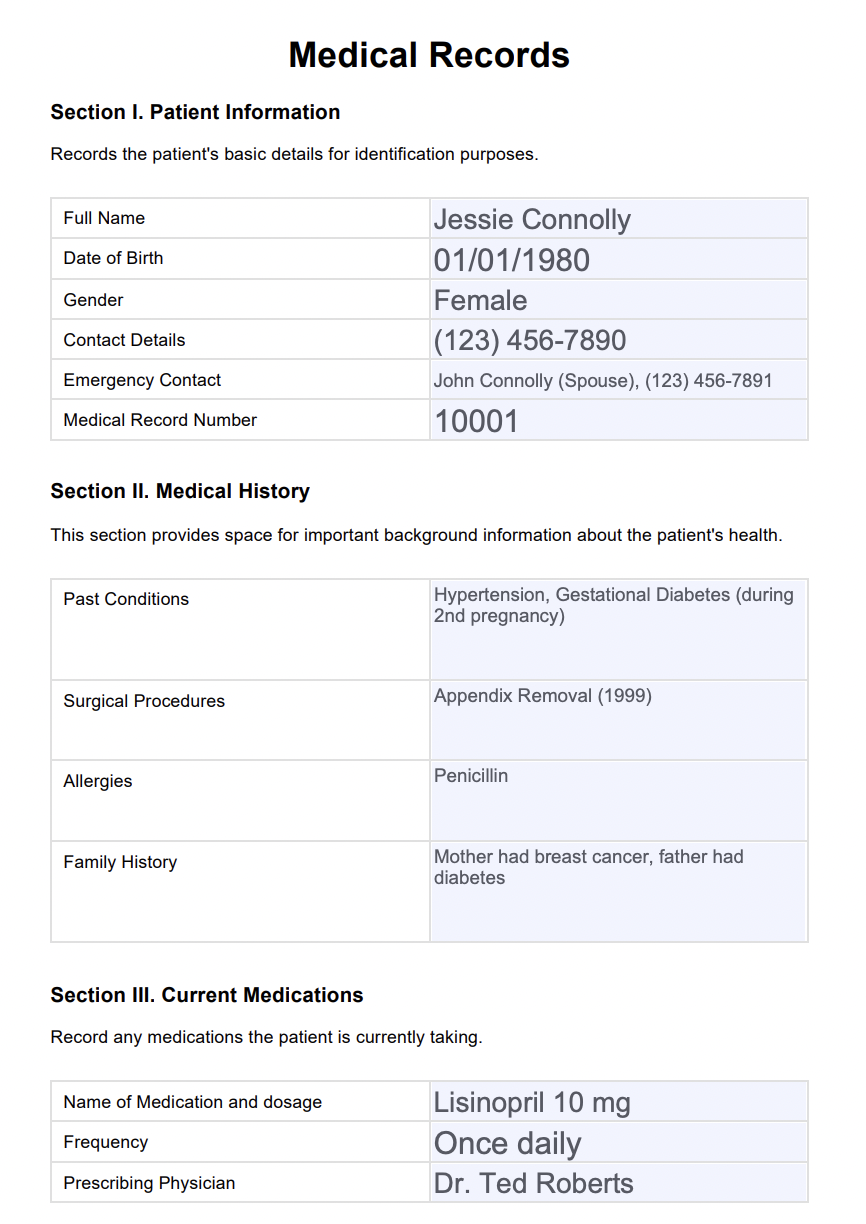 Medical Records
Section I. Patient Information
Records the patient's basic details for identification purposes.
Full Name Jessie Connolly
Date of Birth 01/01/1980
Gender Female
Contact Details (123) 456-7890
Emergency Contact John Connolly (Spouse), (123) 456-7891
Medical Record Number 10001
Section II. Medical History
This section provides space for important background information about the patient's health.
Past Conditions Hypertension, Gestational Diabetes (during
2nd pregnancy)
Surgical Procedures Appendix Removal (1999)
Allergies Penicillin
Family History Mother had breast cancer, father had
diabetes
Section III. Current Medications
Record any medications the patient is currently taking.
Name of Medication and dosage Lisinopril 10 mg
Frequency Once daily
Prescribing Physician Dr. Ted Roberts